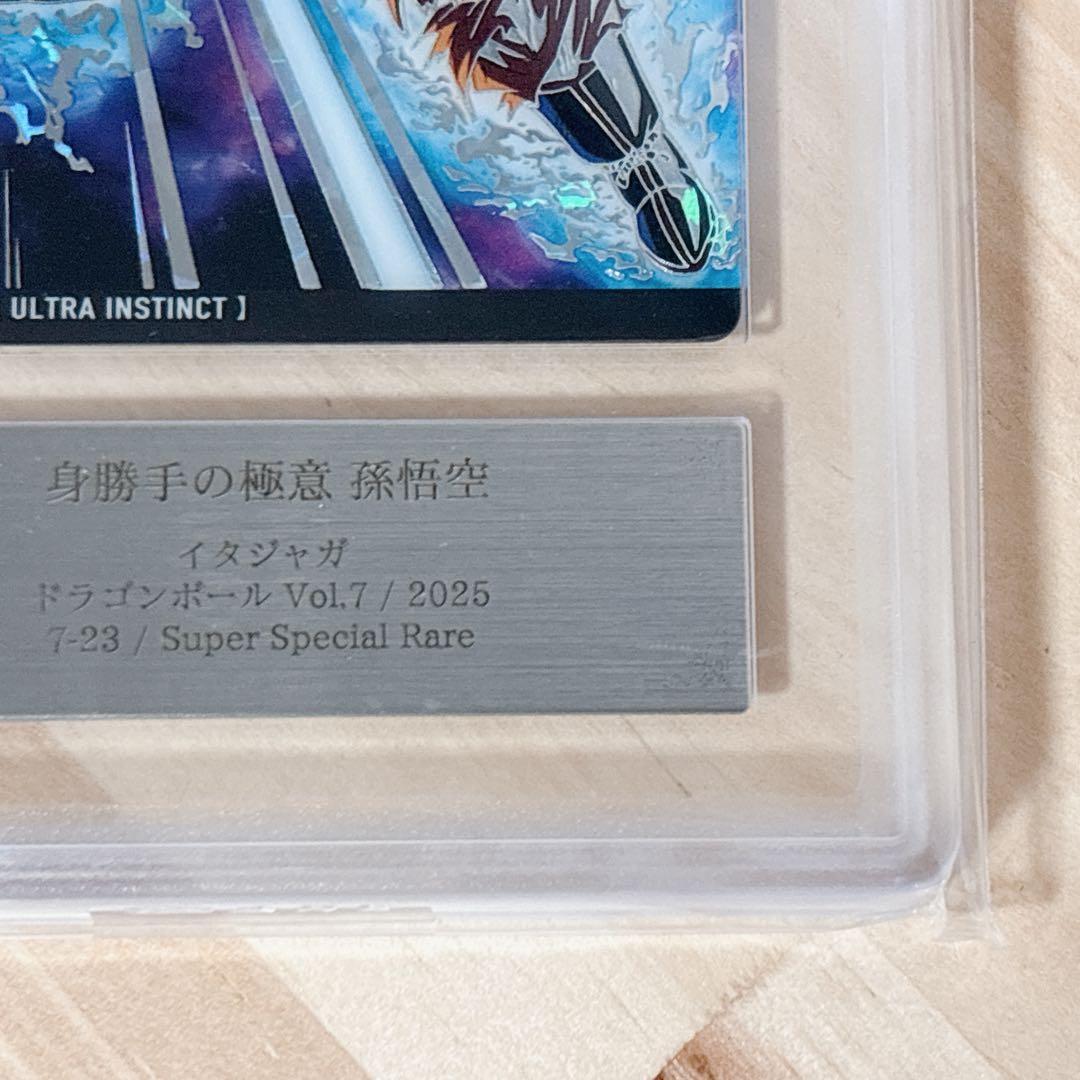 ULTRA INSTINCT 】
身勝手の極意 孫悟空
イタジャガ
ドラゴンボール Vol.7 / 2025
7-23 / Super Special Rare